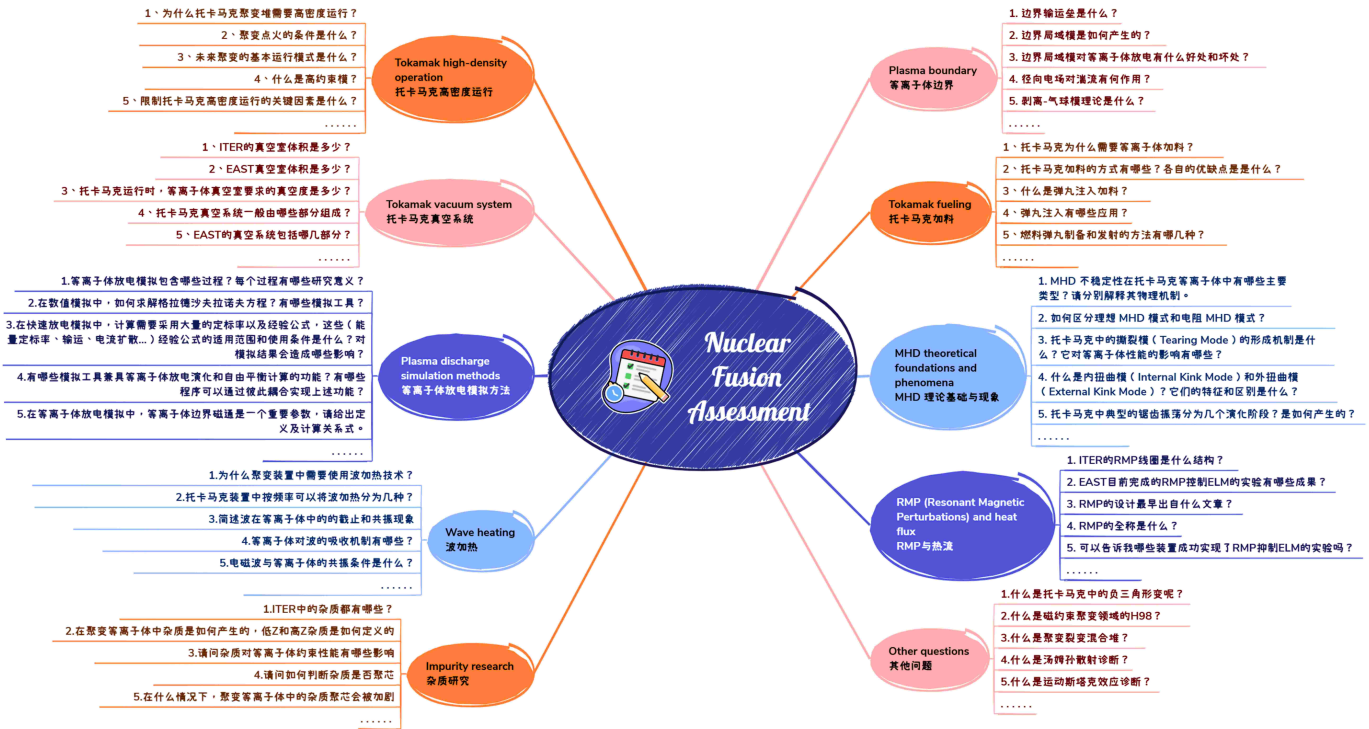 Nuclear
Fusion
Assessment
Tokamak high-density
operation
托卡马克高密度运行
1、为什么托卡马克聚变堆需要高密度运行？
2、聚变点火的条件是什么？
3、未来聚变的基本运行模式是什么？
4、什么是高约束模？
5、限制托卡马克高密度运行的关键因素是什么？
......
Tokamak vacuum system
托卡马克真空系统
1、ITER的真空室体积是多少？
2、EAST真空室体积是多少？
3、托卡马克运行时，等离子体真空室要求的真空度是多少？
4、托卡马克真空系统一般由哪些部分组成？
5、EAST的真空系统包括哪几部分？
......
Plasma discharge
simulation methods
等离子体放电模拟方法
1.等离子体放电模拟包含哪些过程？每个过程有哪些研究意义？
2.在数值模拟中，如何求解格拉德沙夫拉诺夫方程？有哪些模拟工具？
3.在快速放电模拟中，计算需要采用大量的定标率以及经验公式，这些（能
量定标率、输运、电流扩散...）经验公式的适用范围和使用条件是什么？对
模拟结果会造成哪些影响？
4.有哪些模拟工具兼具等离子体放电演化和自由平衡计算的功能？有哪些
程序可以通过彼此耦合实现上述功能？
5.在等离子体放电模拟中，等离子体边界磁通是一个重要参数，请给出定
义及计算关系式。
......
Wave heating
波加热
1.为什么聚变装置中需要使用波加热技术？
2.托卡马克装置中按频率可以将波加热分为几种？
3.简述波在等离子体中的的截止和共振现象
4.等离子体对波的吸收机制有哪些？
5.电磁波与等离子体的共振条件是什么？
......
Impurity research
杂质研究
1.ITER中的杂质都有哪些？
2.在聚变等离子体中杂质是如何产生的，低Z和高Z杂质是如何定义的
3.请问杂质对等离子体约束性能有哪些影响
4.请问如何判断杂质是否聚芯
5.在什么情况下，聚变等离子体中的杂质聚芯会被加剧
......
Plasma boundary
等离子体边界
1. 边界输运垒是什么？
2. 边界局域模是如何产生的？
3. 边界局域模对等离子体放电有什么好处和坏处？
4. 径向电场对湍流有何作用？
5. 剥离-气球模理论是什么？
......
Tokamak fueling
托卡马克加料
1、托卡马克为什么需要等离子体加料？
2、托卡马克加料的方式有哪些？各自的优缺点是是什么？
3、什么是弹丸注入加料？
4、弹丸注入有哪些应用？
5、燃料弹丸制备和发射的方法有哪几种？
......
MHD theoretical
foundations and
phenomena
MHD 理论基础与现象
1. MHD 不稳定性在托卡马克等离子体中有哪些主要
类型？请分别解释其物理机制。
2. 如何区分理想 MHD 模式和电阻 MHD 模式？
3. 托卡马克中的撕裂模（Tearing Mode）的形成机制是什
么？它对等离子体性能的影响有哪些？
4. 什么是内扭曲模（Internal Kink Mode）和外扭曲模
（External Kink Mode）？它们的特征和区别是什么？
5. 托卡马克中典型的锯齿振荡分为几个演化阶段？是如何产生的？
......
RMP (Resonant Magnetic
Perturbations) and heat
flux
RMP与热流
1. ITER的RMP线圈是什么结构？
2. EAST目前完成的RMP控制ELM的实验有哪些成果？
3. RMP的设计最早出自什么文章？
4. RMP的全称是什么？
5. 可以告诉我哪些装置成功实现了RMP抑制ELM的实验吗？
......
Other questions
其他问题
1.什么是托卡马克中的负三角形变呢？
2.什么是磁约束聚变领域的H98？
3.什么是聚变裂变混合堆？
4.什么是汤姆孙散射诊断？
5.什么是运动斯塔克效应诊断？
......